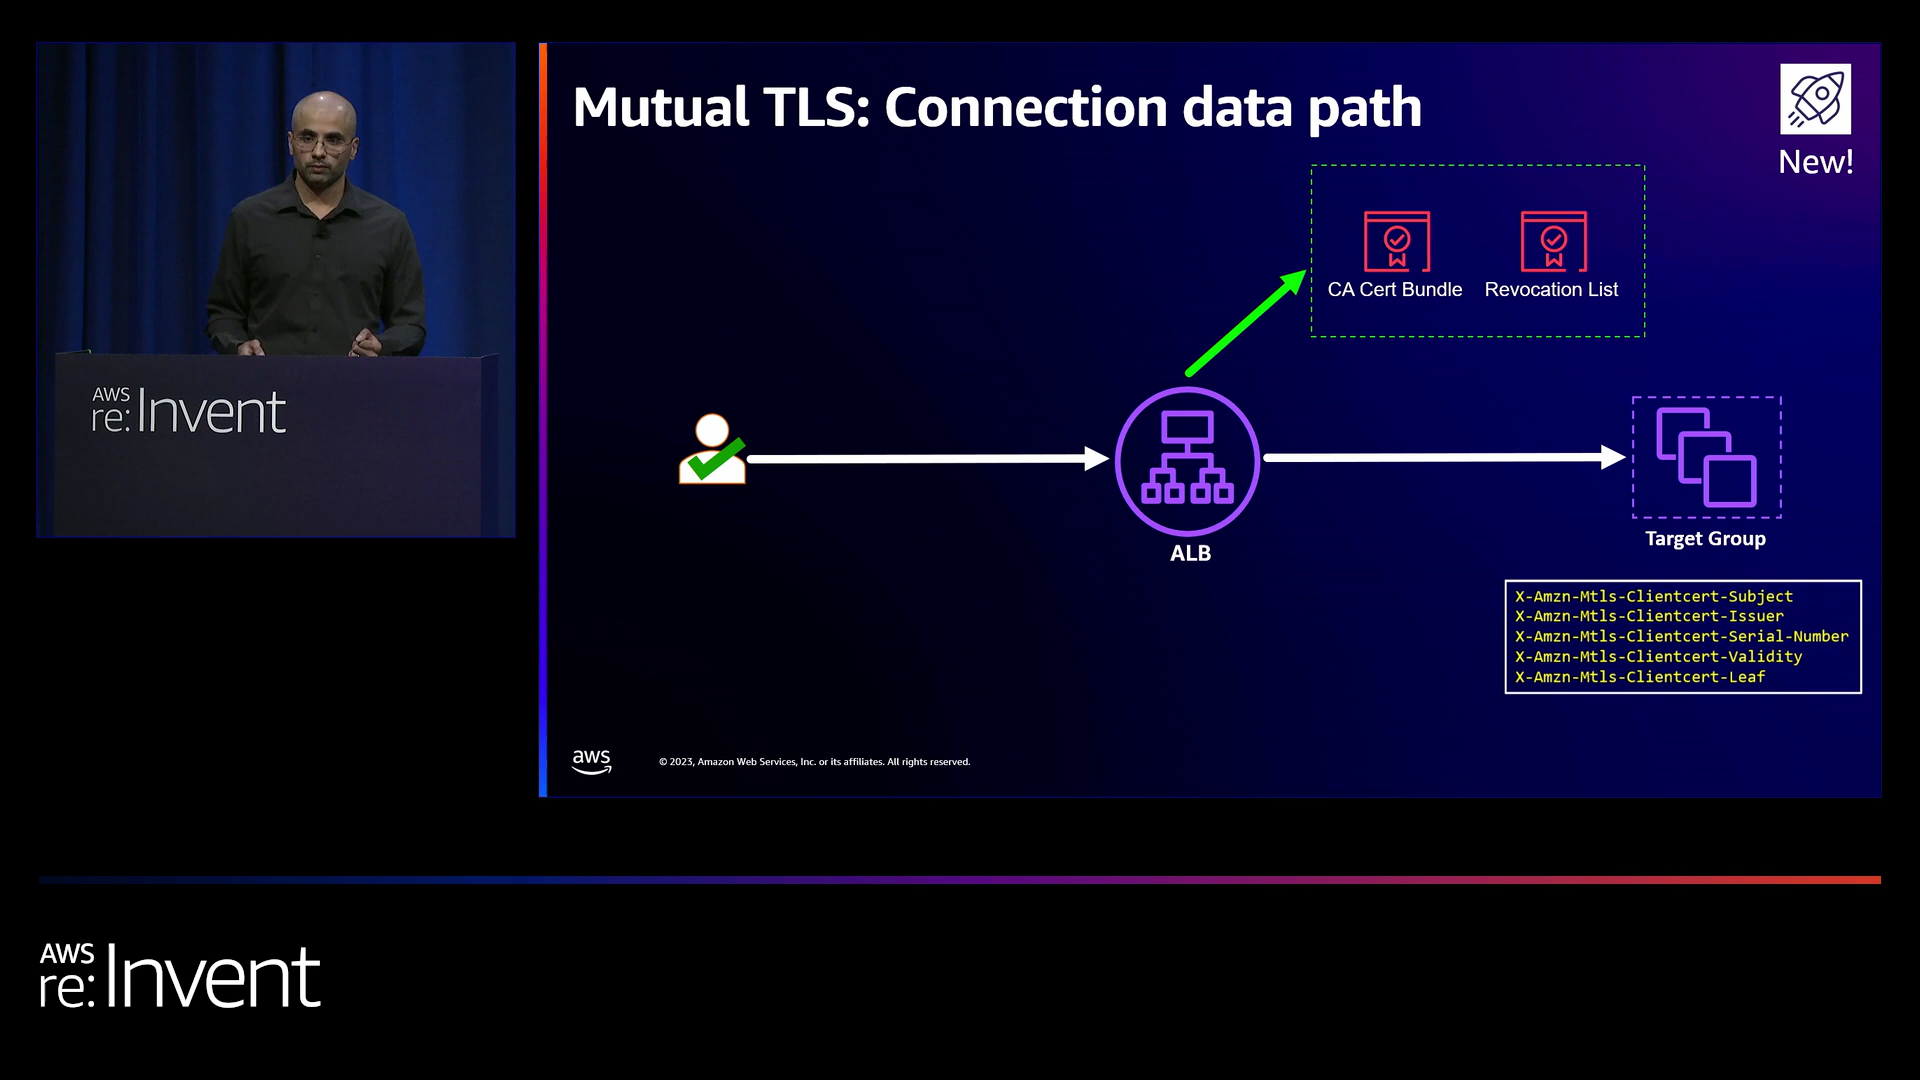 AWS
re:Invent
Mutual TLS: Connection data path
New!
CA Cert Bundle
Revocation List
ALB
Target Group
X-Amzn-Mtls-Clientcert-Subject
X-Amzn-Mtls-Clientcert-Issuer
X-Amzn-Mtls-Clientcert-Serial-Number
X-Amzn-Mtls-Clientcert-Validity
X-Amzn-Mtls-Clientcert-Leaf
aws
© 2023, Amazon Web Services, Inc. or its affiliates. All rights reserved.
AWS
re:Invent